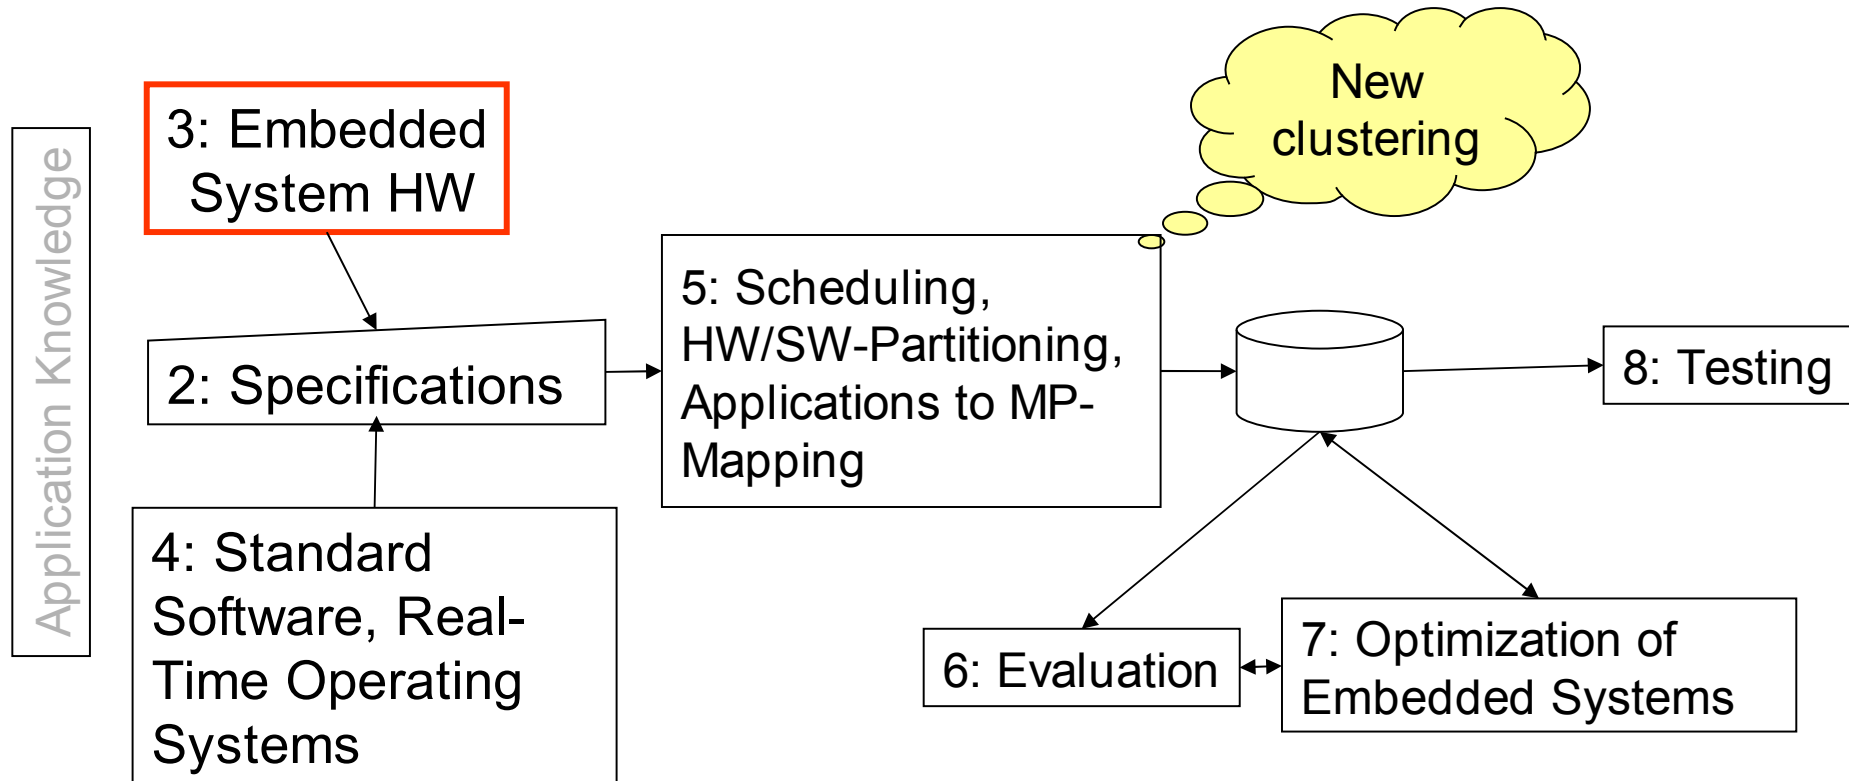 Application Knowledge
3: Embedded
System HW
2: Specifications
4: Standard
Software, Real-
Time Operating
Systems
5: Scheduling,
HW/SW-Partitioning,
Applications to MP-
Mapping
New
clustering
8: Testing
6: Evaluation
7: Optimization of
Embedded Systems